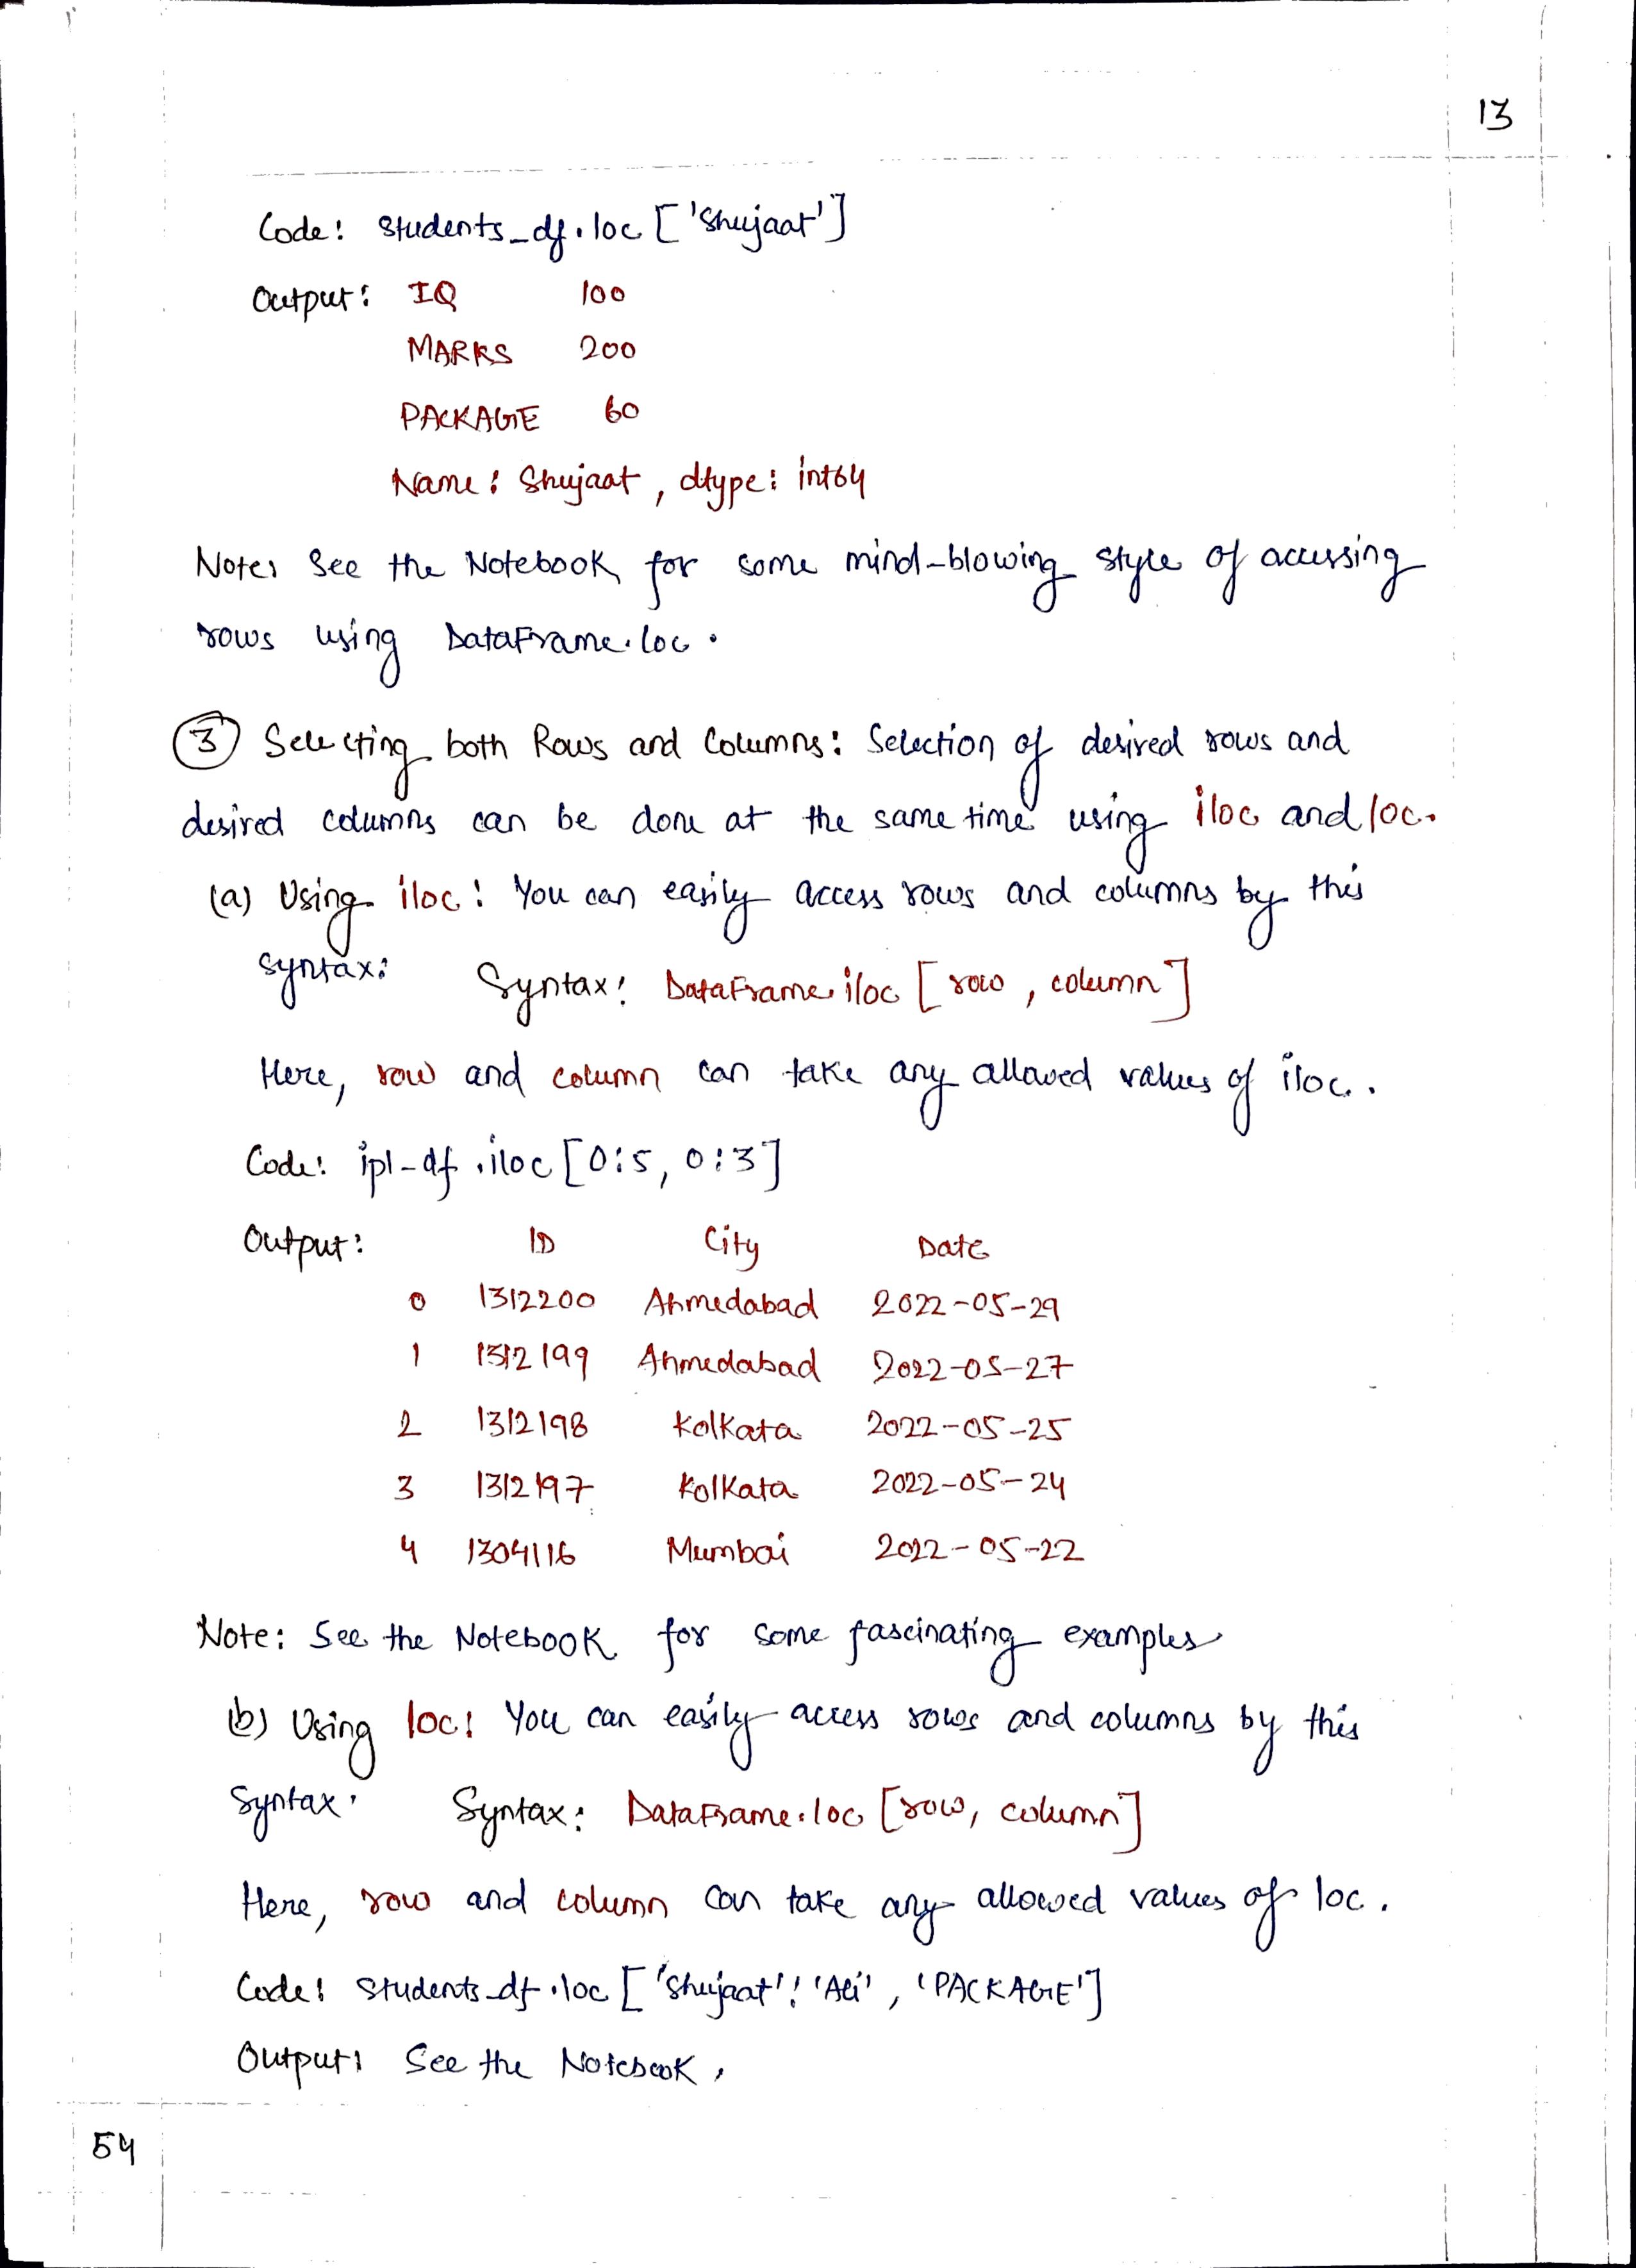 13
Code: students_df.loc ['Shujaat']
Output: IQ 100
MARKS 200
PACKAGE 60
Name: Shujaat, dtype: int64
Note: See the Notebook for some mind-blowing style of accessing
rows using DataFrame.loc.
③ Selecting both Rows and Columns: Selection of desired rows and
desired columns can be done at the same time using iloc and loc.
(a) Using iloc: You can easily access rows and columns by this
syntax: Syntax: DataFrame.iloc [row, column]
Here, row and column can take any allowed values of iloc.
Code: ipl-df.iloc [0:5, 0:3]
Output: ID City Date
0 1312200 Ahmedabad 2022-05-29
1 1312199 Ahmedabad 2022-05-27
2 1312198 Kolkata 2022-05-25
3 1312197 Kolkata 2022-05-24
4 1304116 Mumbai 2022-05-22
Note: See the Notebook for some fascinating examples
(b) Using loc: You can easily access rows and columns by this
Syntax. Syntax: DataFrame.loc [row, column]
Here, row and column can take any allowed values of loc.
Code: students_df.loc ['Shujaat':'Ali', 'PACKAGE']
Output: See the Notebook.
54